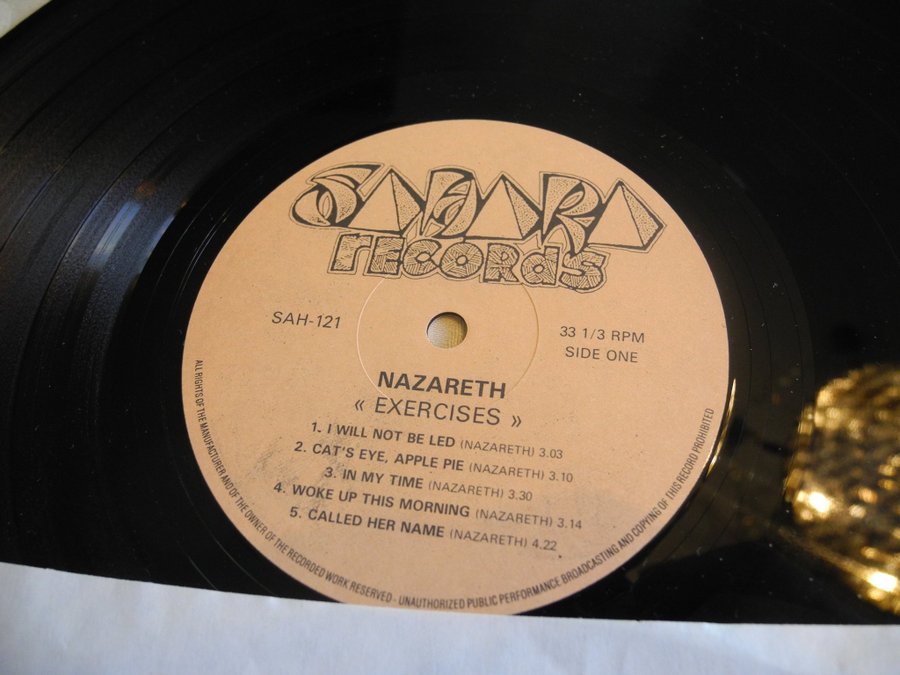 SAHARA
records
SAH-121
33 1/3 RPM
SIDE ONE
NAZARETH
« EXERCISES »
1. I WILL NOT BE LED (NAZARETH) 3.03
2. CAT'S EYE, APPLE PIE (NAZARETH) 3.10
3. IN MY TIME (NAZARETH) 3.30
4. WOKE UP THIS MORNING (NAZARETH) 3.14
5. CALLED HER NAME (NAZARETH) 4.22
ALL RIGHTS OF THE MANUFACTURER AND OF THE OWNER OF THE RECORDED WORK RESERVED - UNAUTHORIZED PUBLIC PERFORMANCE BROADCASTING AND COPYING OF THIS RECORD PROHIBITED